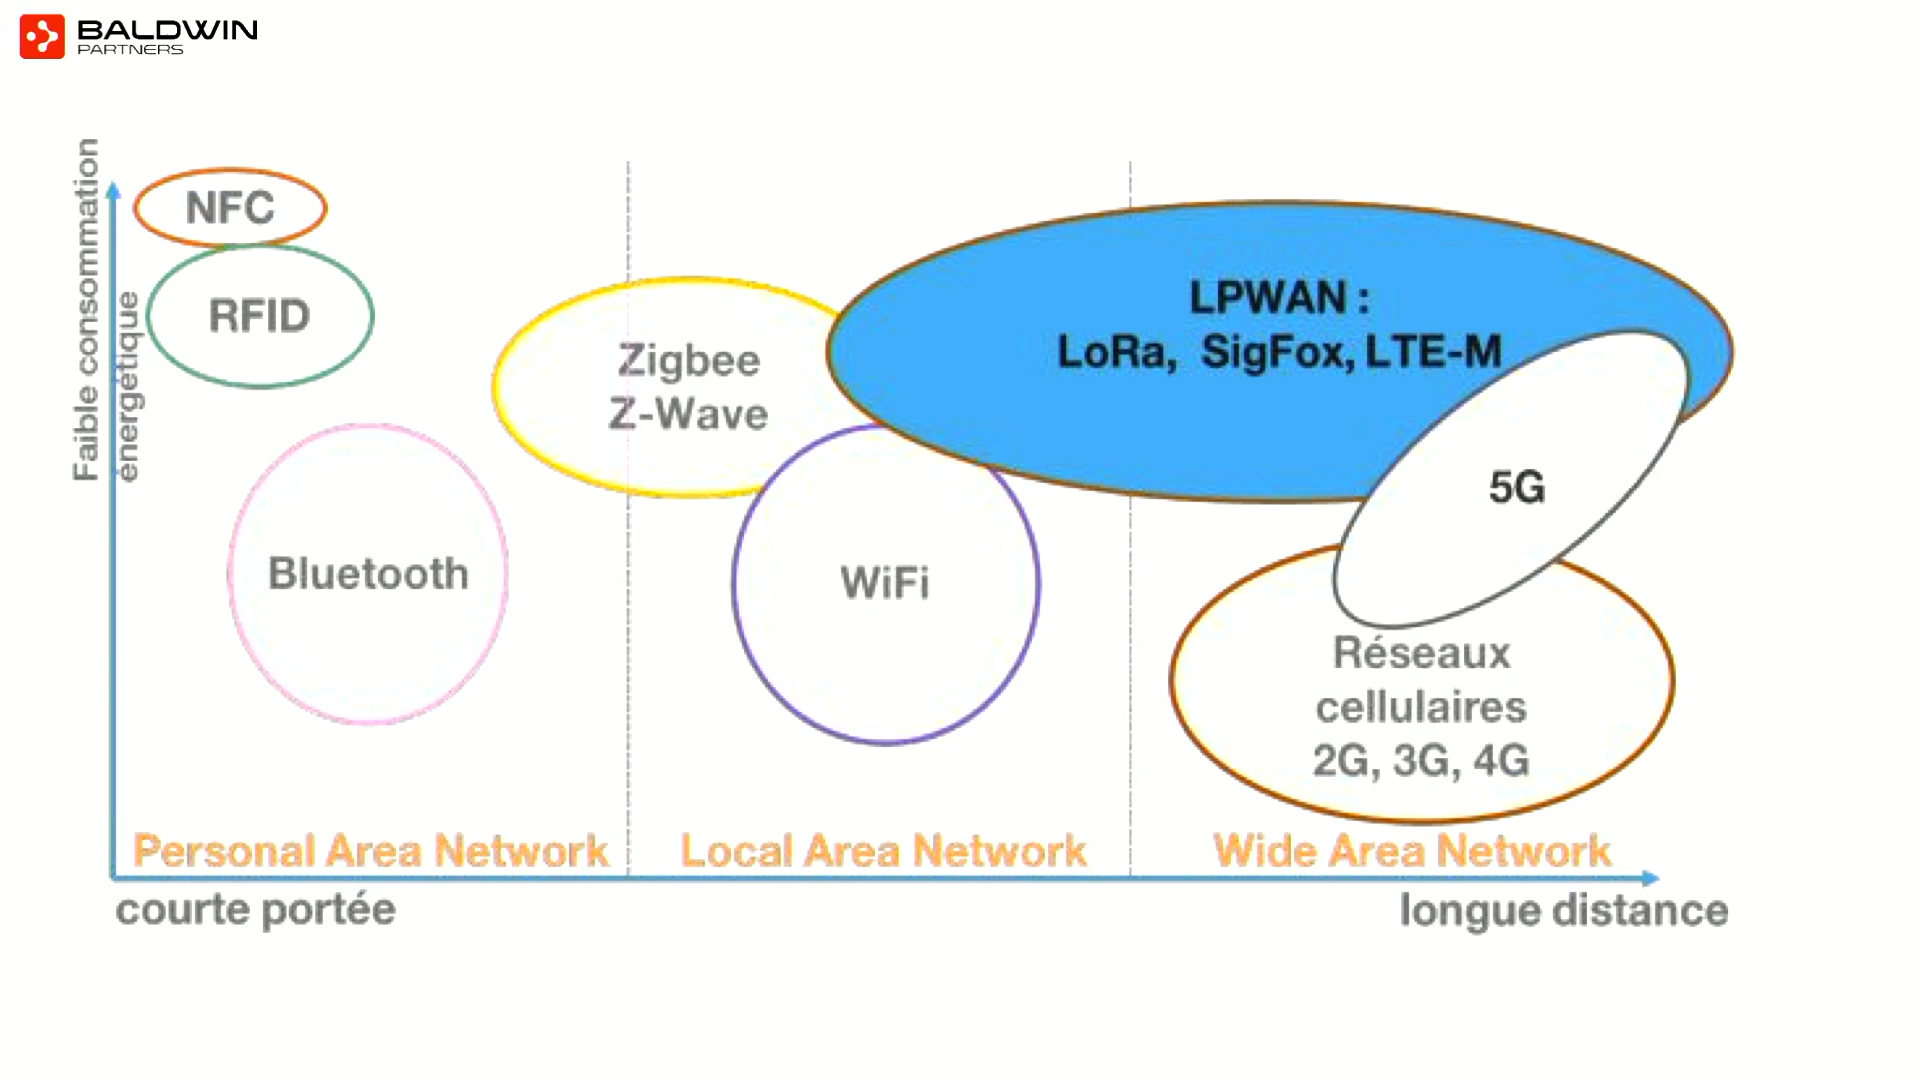 BALDWIN
PARTNERS
Faible consommation
énergétique
NFC
RFID
Bluetooth
Zigbee
Z-Wave
WiFi
LPWAN :
LoRa, SigFox, LTE-M
5G
Réseaux
cellulaires
2G, 3G, 4G
Personal Area Network
Local Area Network
Wide Area Network
courte portée
longue distance